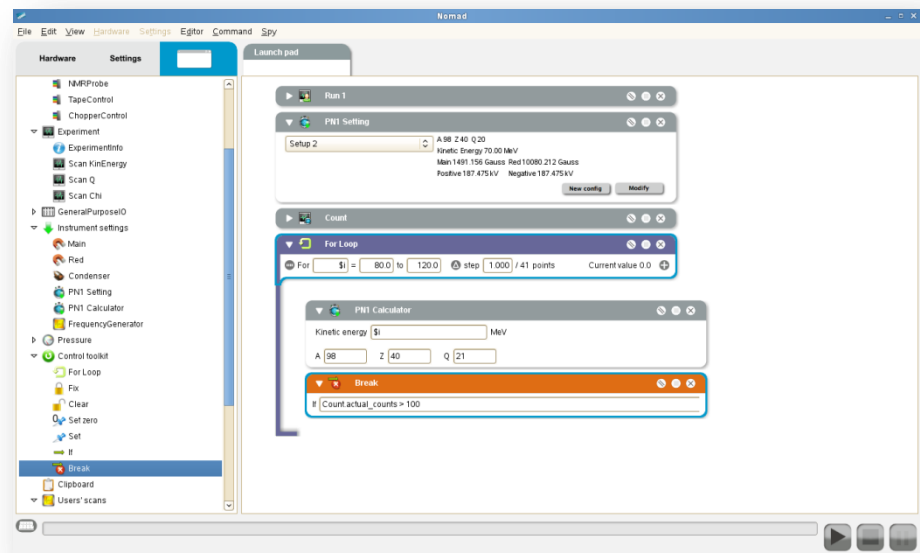 Nomad
File Edit View Hardware Settings Editor Command Spy
Hardware Settings
Launch pad
NMRProbe
TapeControl
ChopperControl
Experiment
ExperimentInfo
Scan KinEnergy
Scan Q
Scan Chi
GeneralPurposeIO
Instrument settings
Main
Red
Condenser
PN1 Setting
PN1 Calculator
FrequencyGenerator
Pressure
Control toolkit
For Loop
Fix
Clear
Set zero
Set
If
Break
Clipboard
Users' scans
Run 1
PN1 Setting
Setup 2
A 98 Z 40 Q 20
Kinetic Energy 70.00 MeV
Main 1491.156 Gauss Red 10080.212 Gauss
Positive 187.475 kV Negative 187.475 kV
New config Modify
Count
For Loop
For $i = 80.0 to 120.0 step 1.000 / 41 points Current value 0.0
PN1 Calculator
Kinetic energy $i MeV
A 98 Z 40 Q 21
Break
If Count.actual_counts > 100